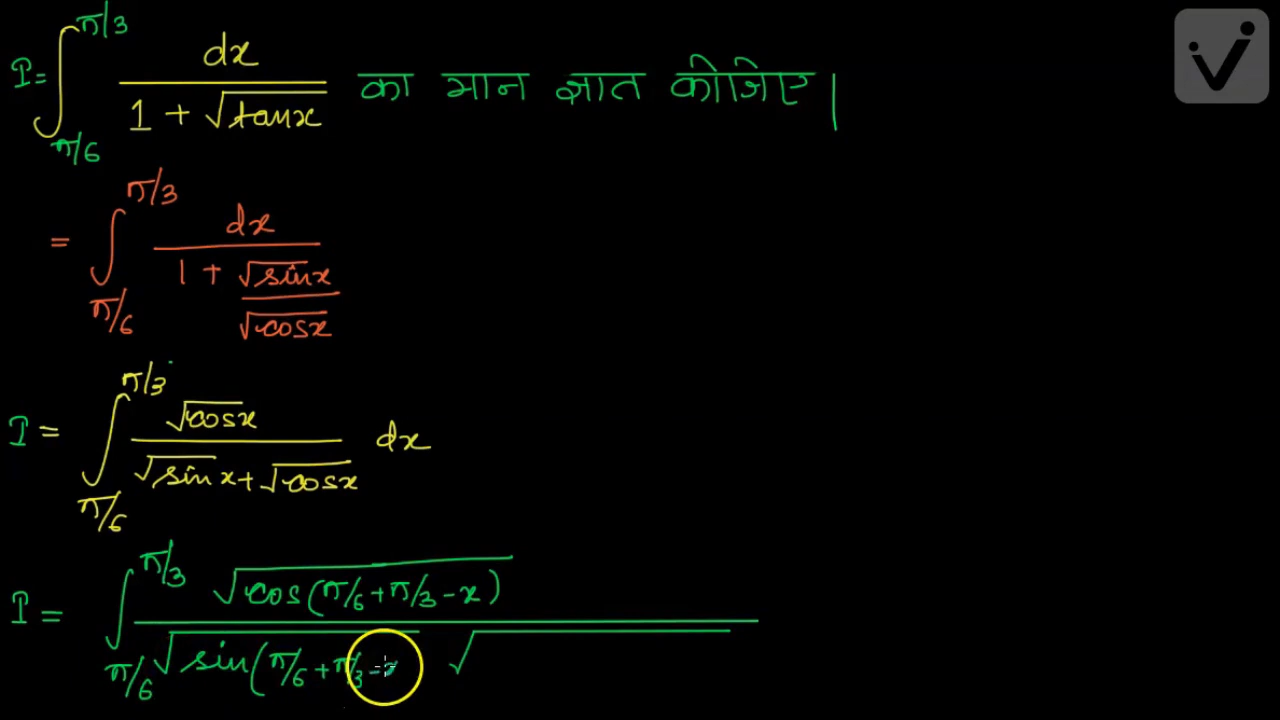 I = ∫_{π/6}^{π/3} dx / (1 + √tanx) का मान ज्ञात कीजिए |
= ∫_{π/6}^{π/3} dx / (1 + √sinx / √cosx)
I = ∫_{π/6}^{π/3} √cosx / (√sinx + √cosx) dx
I = ∫_{π/6}^{π/3} √cos(π/6 + π/3 - x) / √sin(π/6 + π/3 - x √